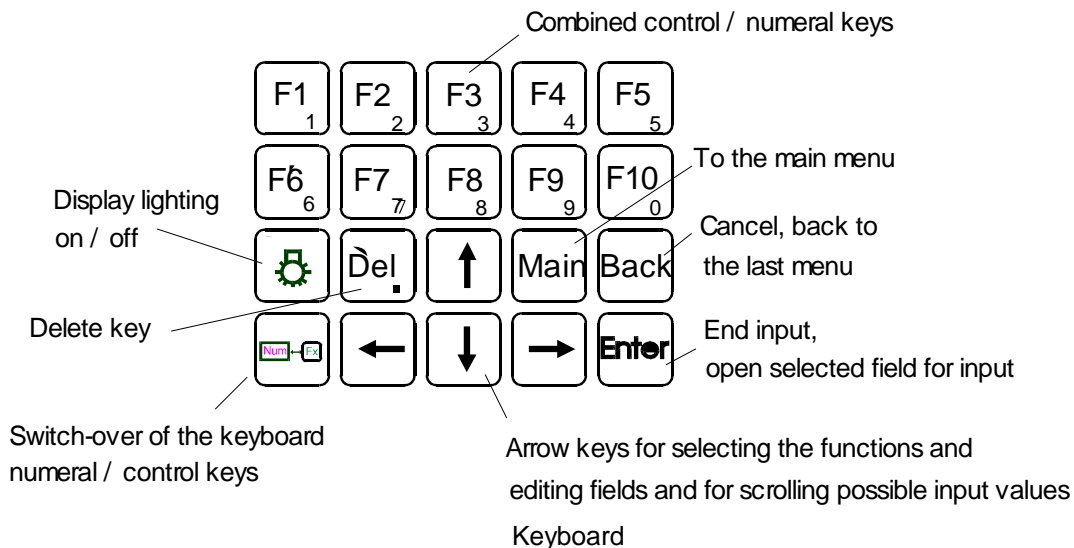 Combined control / numeral keys
F1 F2 F3 F4 F5
1 2 3 4 5
To the main menu
F6 F7 F8 F9 F10
6 7 8 9 0
Display lighting
on / off
Cancel, back to
the last menu
Del. Main Back
Delete key
End input,
open selected field for input
Num Fx Enter
Switch-over of the keyboard
numeral / control keys
Arrow keys for selecting the functions and
editing fields and for scrolling possible input values
Keyboard